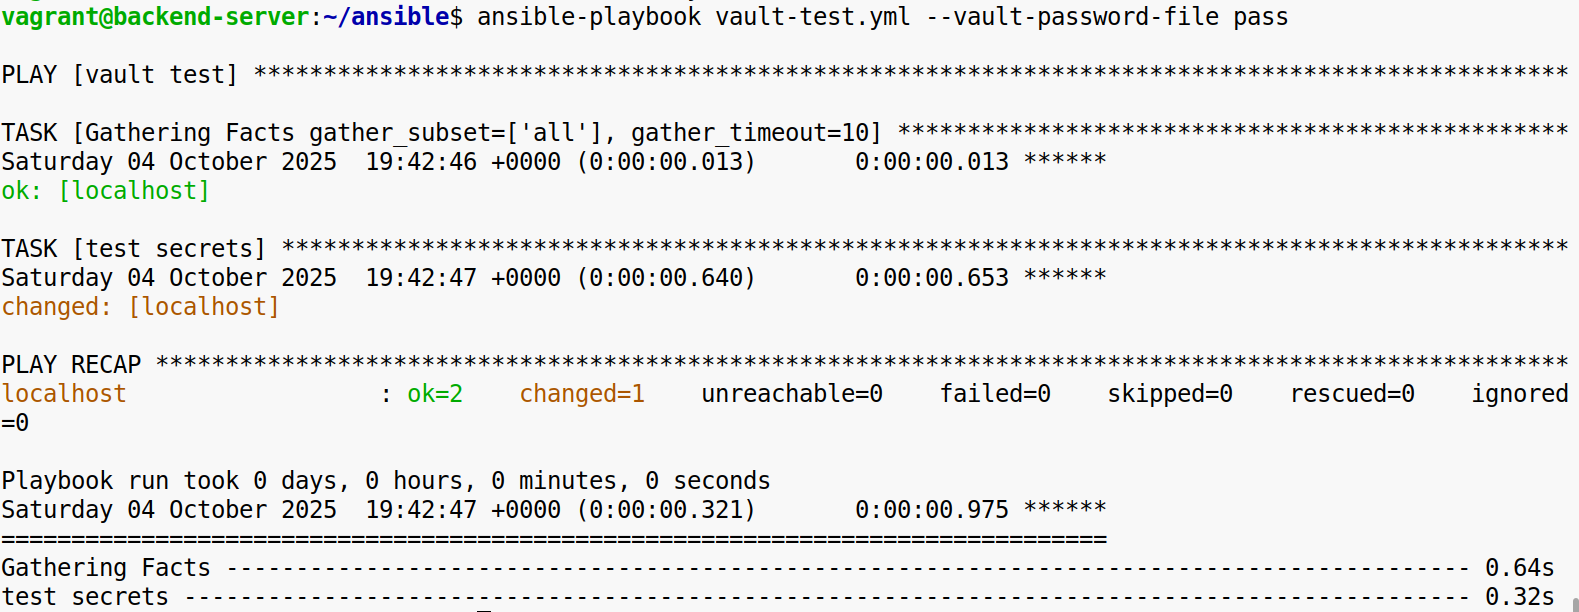 vagrant@backend-server:~/ansible$ ansible-playbook vault-test.yml --vault-password-file pass
PLAY [vault test] **********************************************************************************************
TASK [Gathering Facts gather_subset=['all'], gather_timeout=10] ************************************************
Saturday 04 October 2025  19:42:46 +0000 (0:00:00.013)       0:00:00.013 ******
ok: [localhost]
TASK [test secrets] ********************************************************************************************
Saturday 04 October 2025  19:42:47 +0000 (0:00:00.640)       0:00:00.653 ******
changed: [localhost]
PLAY RECAP *****************************************************************************************************
localhost                  : ok=2    changed=1    unreachable=0    failed=0    skipped=0    rescued=0    ignored
=0
Playbook run took 0 days, 0 hours, 0 minutes, 0 seconds
Saturday 04 October 2025  19:42:47 +0000 (0:00:00.321)       0:00:00.975 ******
===============================================================================
Gathering Facts ----------------------------------------------------------------------------------------- 0.64s
test secrets -------------------------------------------------------------------------------------------- 0.32s